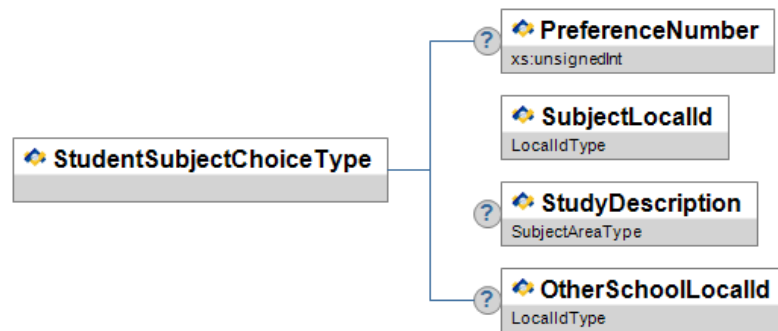 PreferenceNumber
xs:unsignedInt
SubjectLocalId
LocalIdType
StudentSubjectChoiceType
StudyDescription
SubjectAreaType
OtherSchoolLocalId
LocalIdType
?
?
?